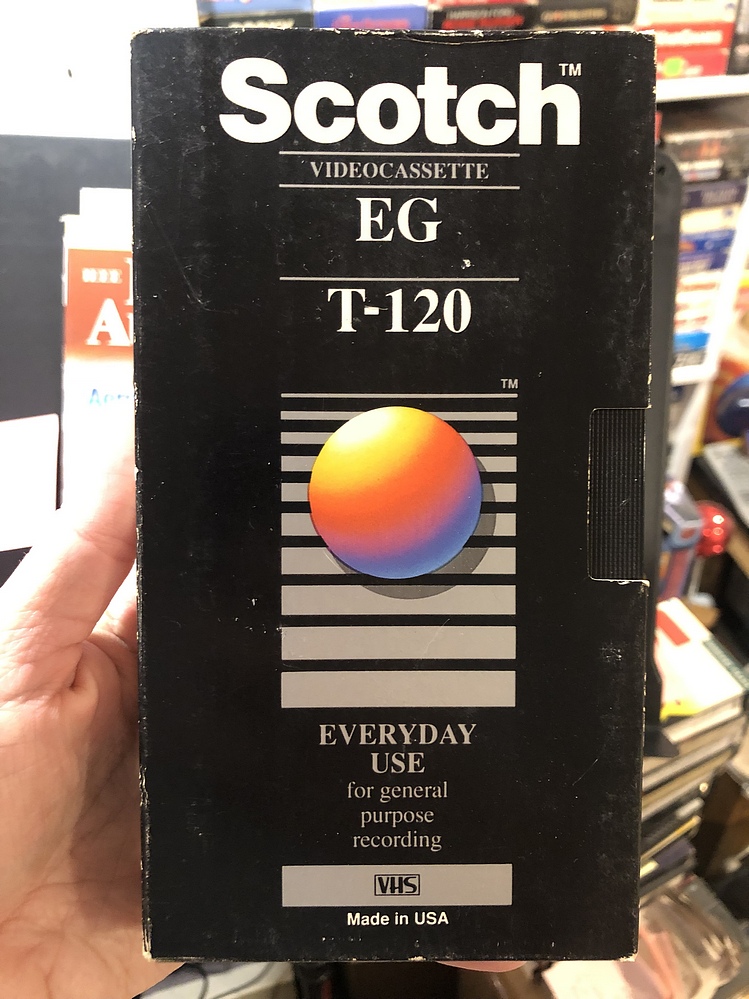 Scotch™
VIDEOCASSETTE
EG
T-120
TM
EVERYDAY
USE
for general
purpose
recording
VHS
Made in USA